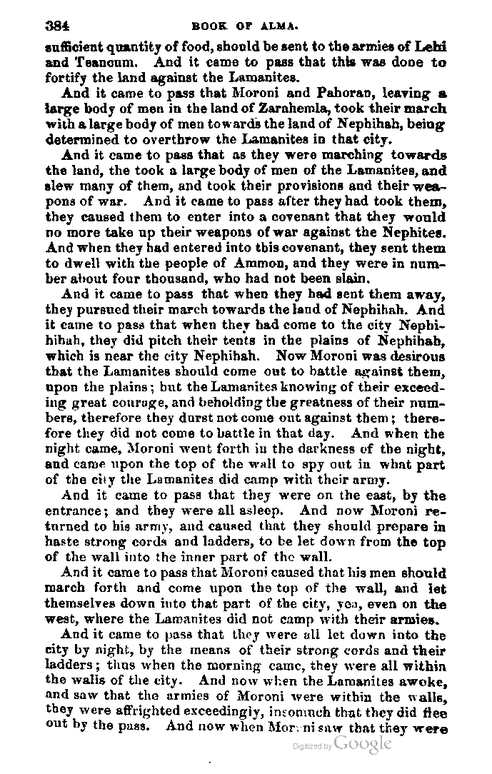 384 BOOK OF ALMA.
sufficient quantity of food, should be sent to the armies of Lehi
and Teancum. And it came to pass that this was done to
fortify the land against the Lamanites.
And it came to pass that Moroni and Pahoran, leaving a
large body of men in the land of Zarahemla, took their march
with a large body of men towards the land of Nephihah, being
determined to overthrow the Lamanites in that city.
And it came to pass that as they were marching towards
the land, the took a large body of men of the Lamanites, and
slew many of them, and took their provisions and their wea-
pons of war. And it came to pass after they had took them,
they caused them to enter into a covenant that they would
no more take up their weapons of war against the Nephites.
And when they had entered into this covenant, they sent them
to dwell with the people of Ammon, and they were in num-
ber about four thousand, who had not been slain.
And it came to pass that when they had sent them away,
they pursued their march towards the land of Nephihah. And
it came to pass that when they had come to the city Nephi-
hihah, they did pitch their tents in the plains of Nephihah,
which is near the city Nephihah. Now Moroni was desirous
that the Lamanites should come out to battle against them,
upon the plains; but the Lamanites knowing of their exceed-
ing great courage, and beholding the greatness of their num-
bers, therefore they durst not come out against them; there-
fore they did not come to battle in that day. And when the
night came, Moroni went forth in the darkness of the night,
and came upon the top of the wall to spy out in what part
of the city the Lamanites did camp with their army.
And it came to pass that they were on the east, by the
entrance; and they were all asleep. And now Moroni re-
turned to his army, and caused that they should prepare in
haste strong cords and ladders, to be let down from the top
of the wall into the inner part of the wall.
And it came to pass that Moroni caused that his men should
march forth and come upon the top of the wall, and let
themselves down into that part of the city, yea, even on the
west, where the Lamanites did not camp with their armies.
And it came to pass that they were all let down into the
city by night, by the means of their strong cords and their
ladders; thus when the morning came, they were all within
the walls of the city. And now when the Lamanites awoke,
and saw that the armies of Moroni were within the walls,
they were affrighted exceedingly, insomuch that they did flee
out by the pass. And now when Moroni saw that they were
Digitized by Google